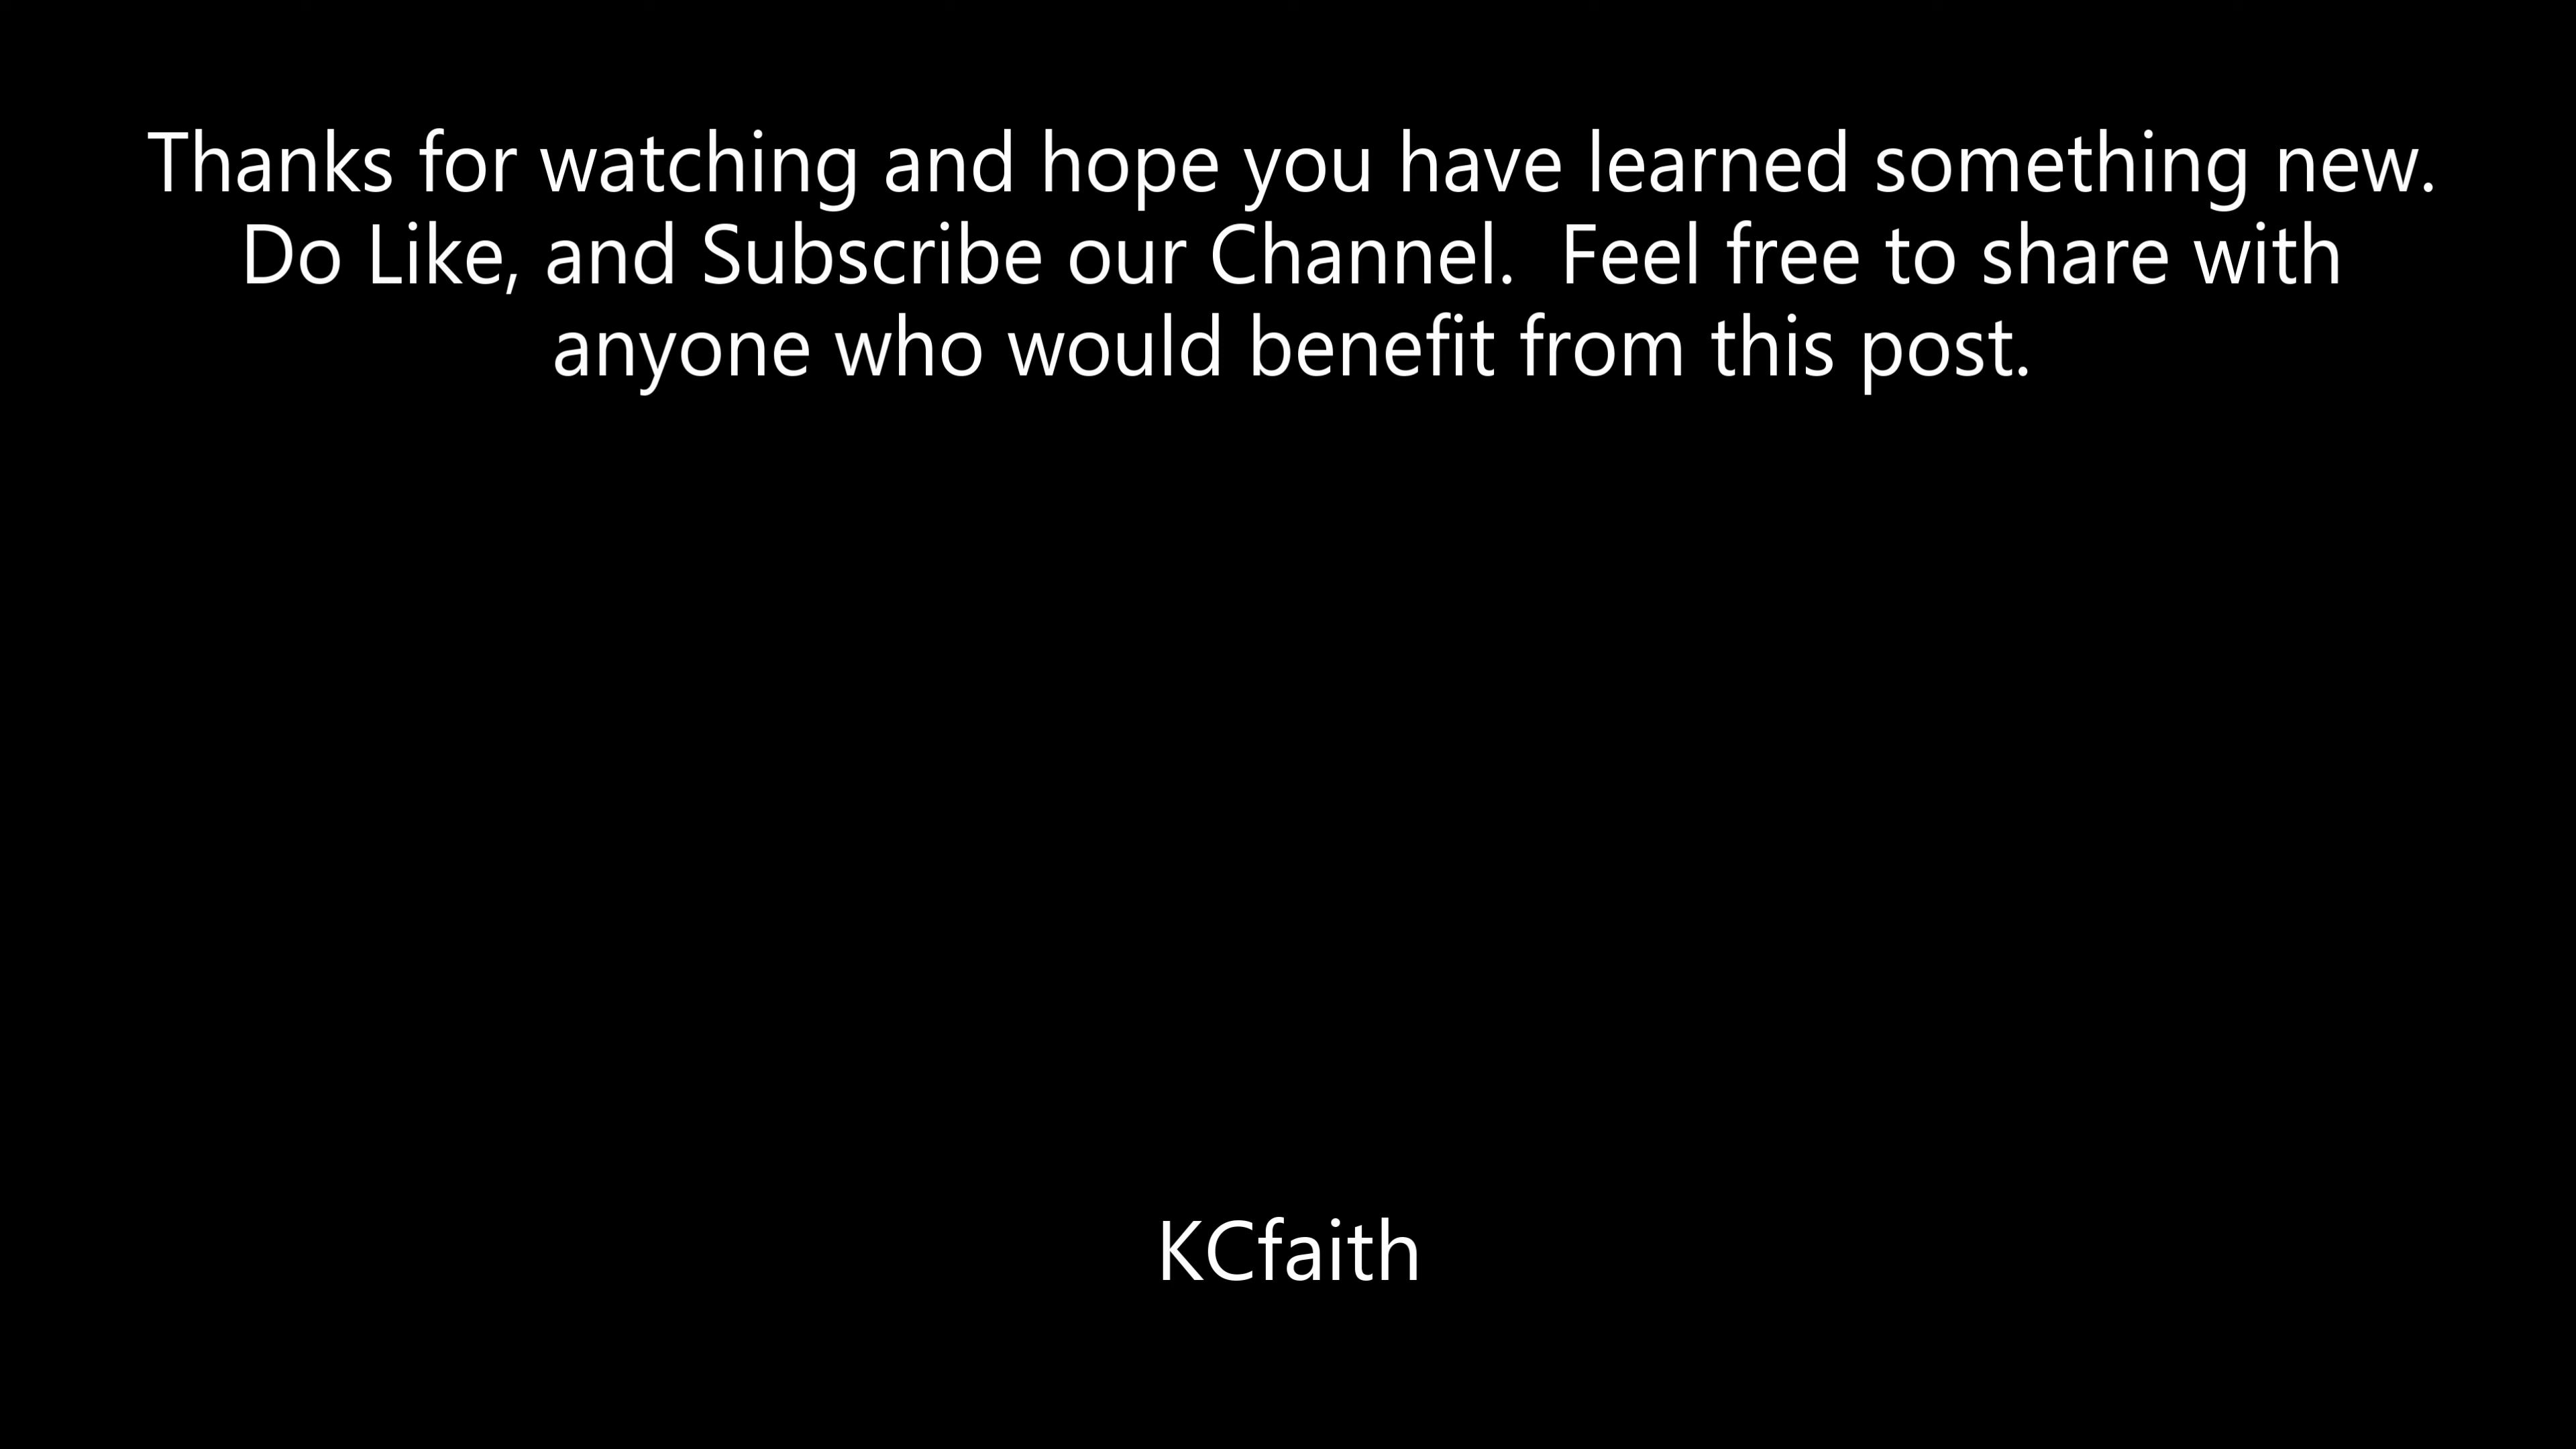 Thanks for watching and hope you have learned something new.
Do Like, and Subscribe our Channel.  Feel free to share with
anyone who would benefit from this post.
KCfaith